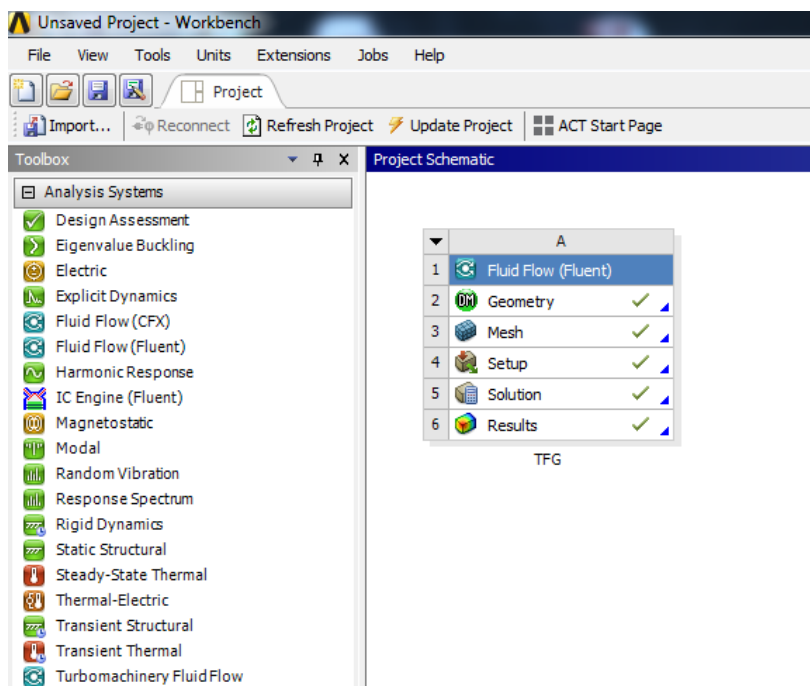 Unsaved Project - Workbench
File View Tools Units Extensions Jobs Help
Project
Import... Reconnect Refresh Project Update Project ACT Start Page
Toolbox
Analysis Systems
Design Assessment
Eigenvalue Buckling
Electric
Explicit Dynamics
Fluid Flow (CFX)
Fluid Flow (Fluent)
Harmonic Response
IC Engine (Fluent)
Magnetostatic
Modal
Random Vibration
Response Spectrum
Rigid Dynamics
Static Structural
Steady-State Thermal
Thermal-Electric
Transient Structural
Transient Thermal
Turbomachinery Fluid Flow
Project Schematic
A
1 Fluid Flow (Fluent)
2 DM Geometry
3 Mesh
4 Setup
5 Solution
6 Results
TFG